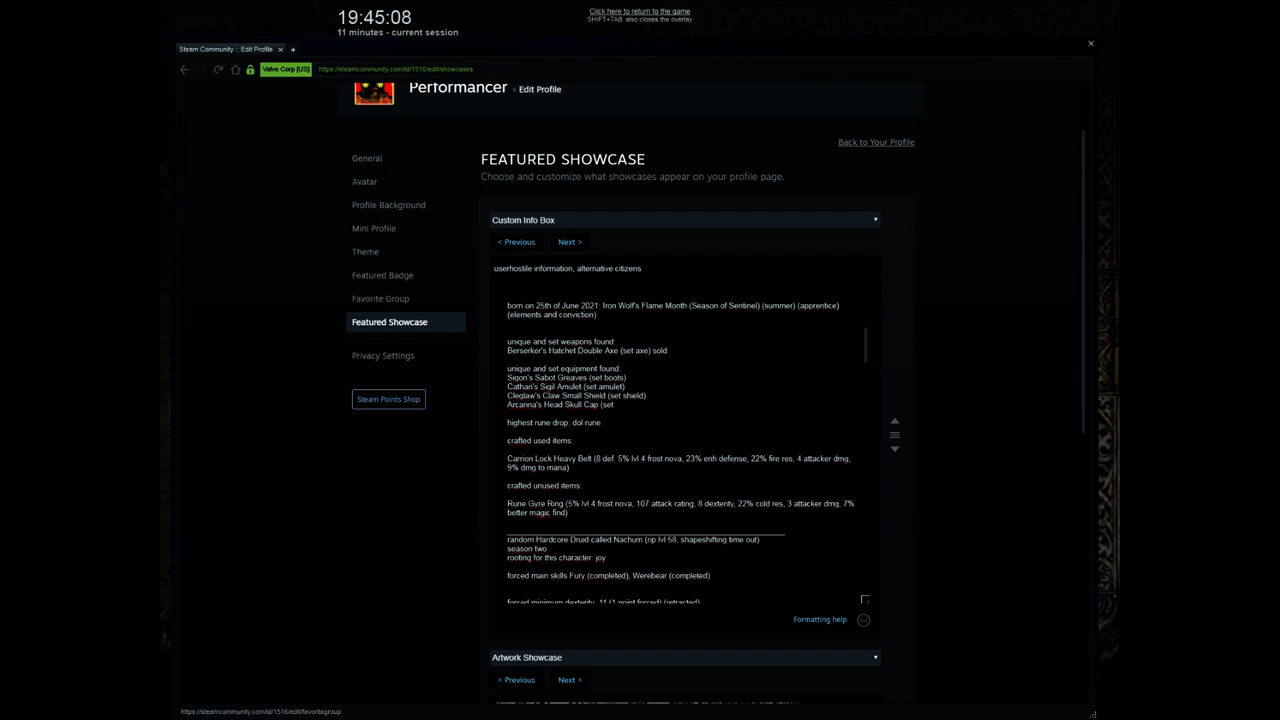 19:45:08
11 minutes - current session
Click here to return to the game
SHIFT+TAB also closes the overlay
Steam Community :: Edit Profile
Valve Corp [US]
https://steamcommunity.com/id/1516/edit/showcases
Performancer » Edit Profile
Back to Your Profile
General
Avatar
Profile Background
Mini Profile
Theme
Featured Badge
Favorite Group
Featured Showcase
Privacy Settings
Steam Points Shop
FEATURED SHOWCASE
Choose and customize what showcases appear on your profile page.
Custom Info Box
< Previous Next >
userhostile information, alternative citizens
born on 25th of June 2021: Iron Wolf's Flame Month (Season of Sentinel) (summer) (apprentice)
(elements and conviction)
unique and set weapons found:
Berserker's Hatchet Double Axe (set axe) sold
unique and set equipment found:
Sigon's Sabot Greaves (set boots)
Cathan's Sigil Amulet (set amulet)
Cleglaw's Claw Small Shield (set shield)
Arcanna's Head Skull Cap (set
highest rune drop: dol rune
crafted used items:
Carrion Lock Heavy Belt (8 def. 5% lvl 4 frost nova, 23% enh defense, 22% fire res, 4 attacker dmg,
9% dmg to mana)
crafted unused items:
Rune Gyre Ring (5% lvl 4 frost nova, 107 attack rating, 8 dexterity, 22% cold res, 3 attacker dmg, 7%
better magic find)
random Hardcore Druid called Nachum (rip lvl 58, shapeshifting time out)
season two
rooting for this character: joy
forced main skills Fury (completed), Werebear (completed)
forced minimum dexterity: 11 (1 point forced) (retracted)
Formatting help
Artwork Showcase
< Previous Next >
https://steamcommunity.com/id/1516/edit/favoritegroup